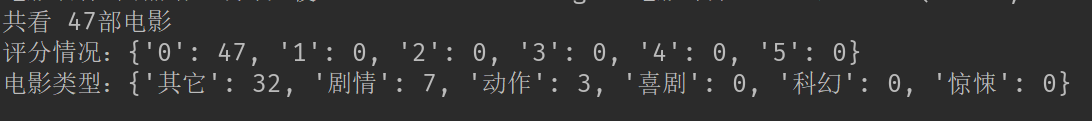 共看 47部电影
评分情况: {'0': 47, '1': 0, '2': 0, '3': 0, '4': 0, '5': 0}
电影类型: {'其它': 32, '剧情': 7, '动作': 3, '喜剧': 0, '科幻': 0, '惊悚': 0}